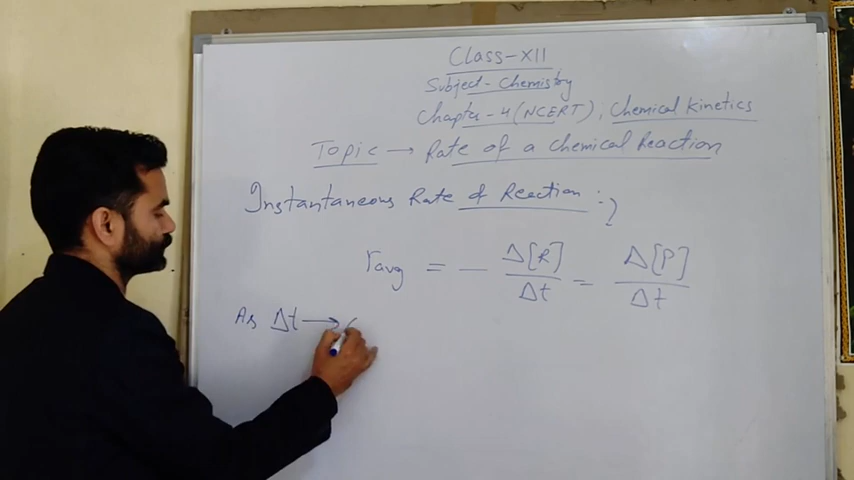 Class-XII
Subject-Chemistry
Chapter-4 (NCERT), Chemical Kinetics
Topic → Rate of a chemical Reaction
Instantaneous Rate of Reaction :-
ravg = - Δ[R]/Δt = Δ[P]/Δt
As Δt →